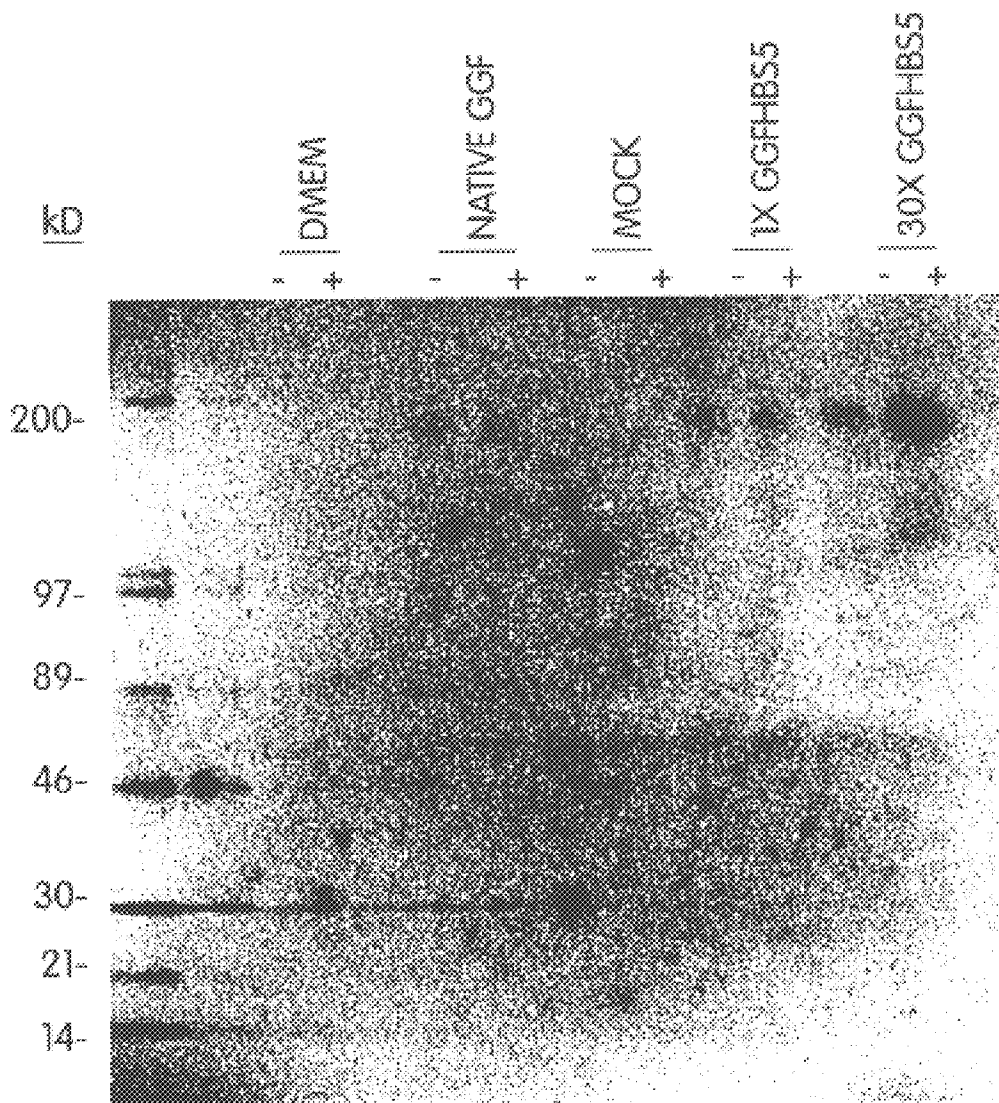 kD
DMEM
NATIVE GGF
MOCK
1X GGFHBS5
30X GGFHBS5
- + - + - + - + - +
200-
97-
89-
46-
30-
21-
14-